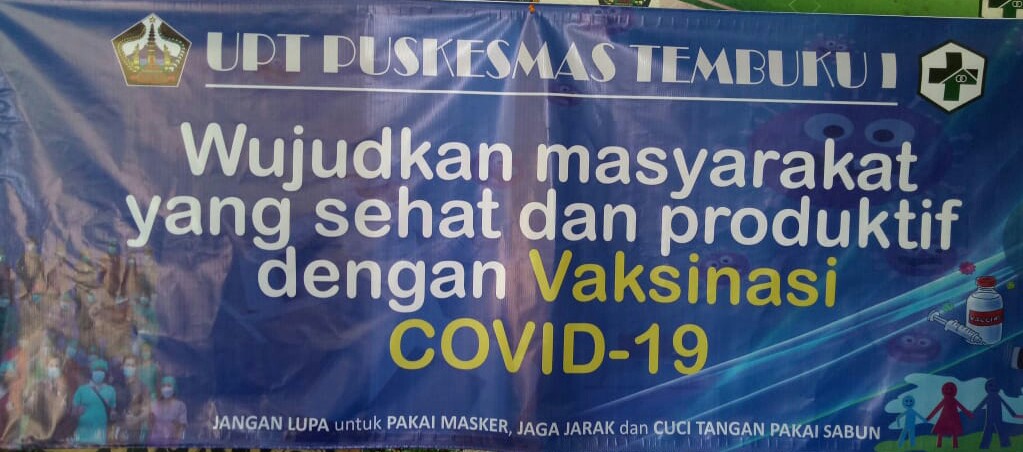 UPT PUSKESMAS TEMBUKU I
Wujudkan masyarakat
yang sehat dan produktif
dengan Vaksinasi
COVID-19
VACCINE
JANGAN LUPA untuk PAKAI MASKER, JAGA JARAK dan CUCI TANGAN PAKAI SABUN